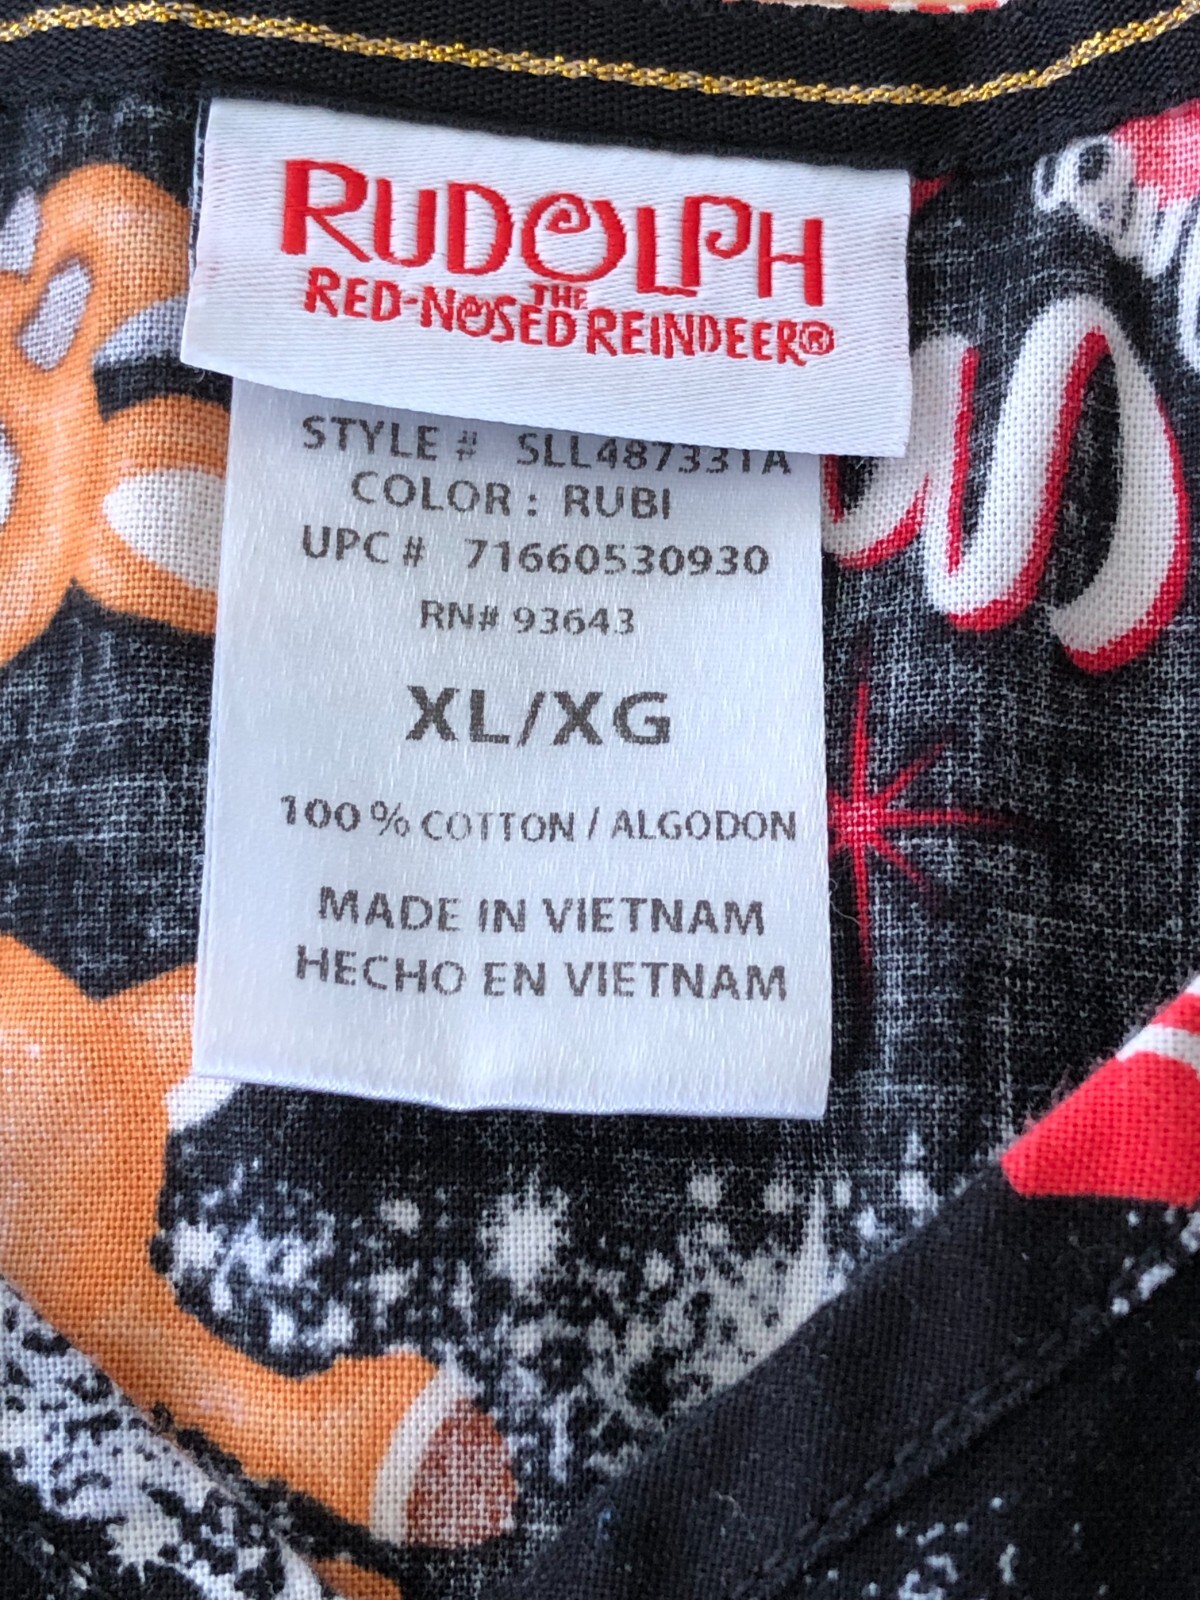 RUDOLPH
THE
RED-NOSED REINDEER®
STYLE # SLL487331A
COLOR : RUBI
UPC # 71660530930
RN# 93643
XL/XG
100% COTTON / ALGODON
MADE IN VIETNAM
HECHO EN VIETNAM